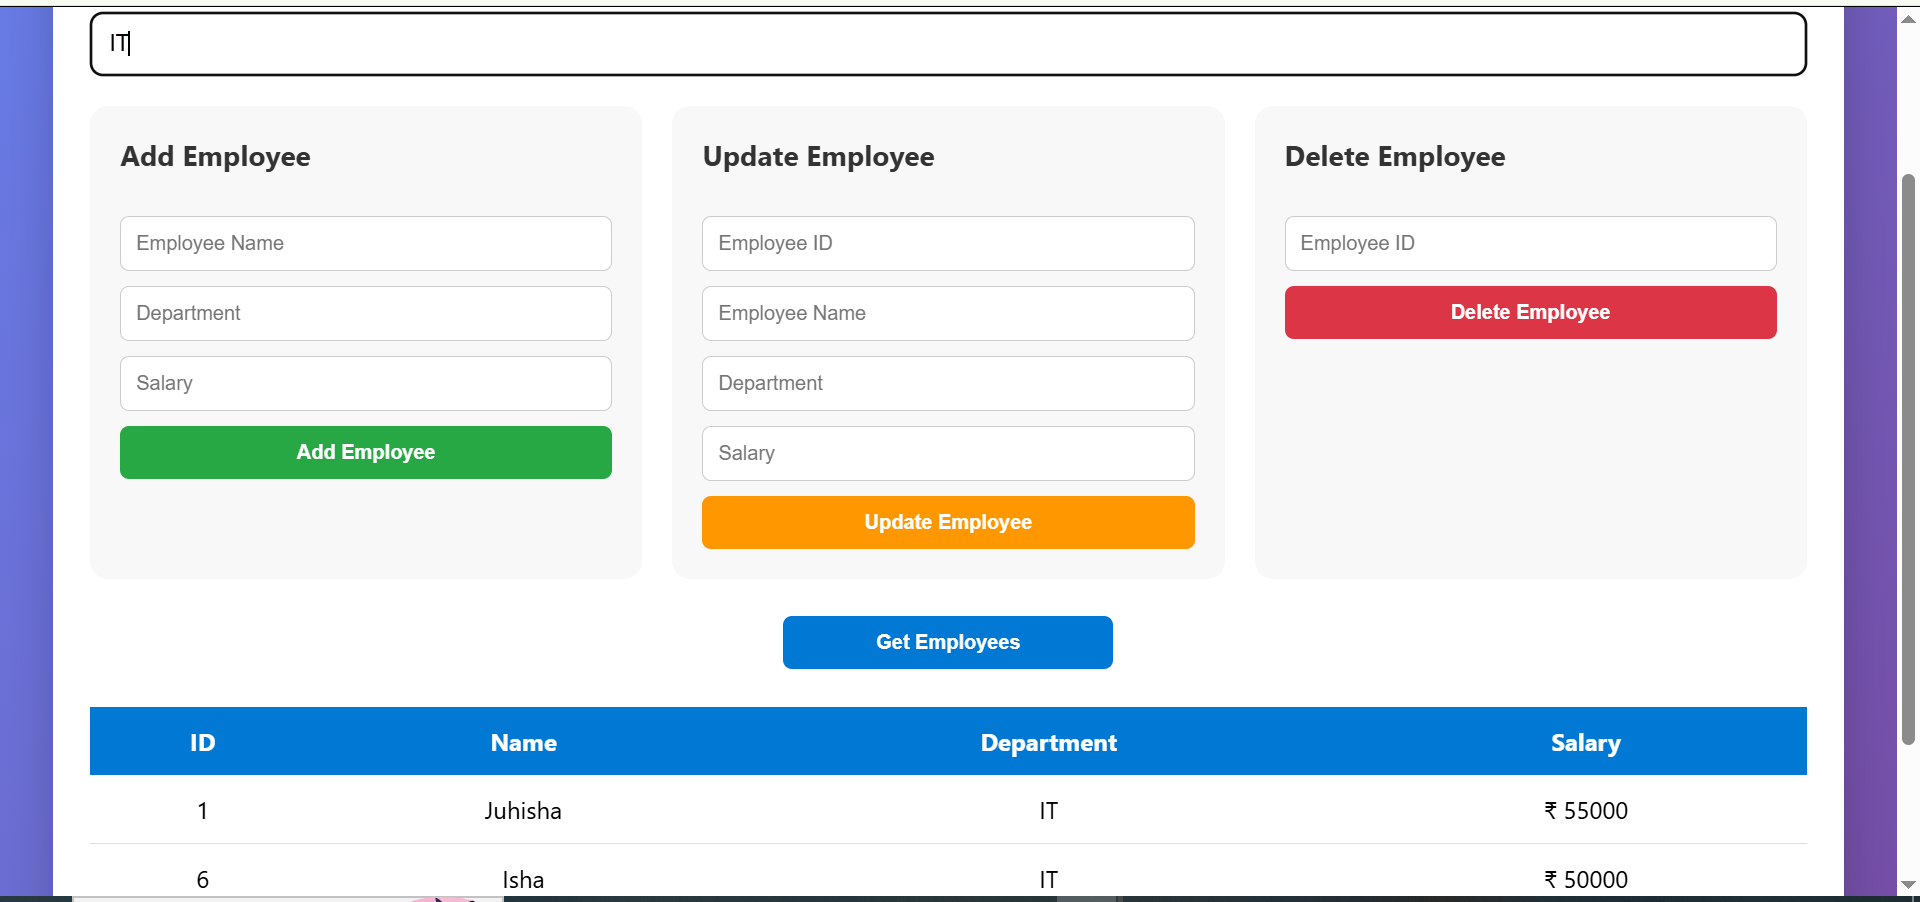 IT
Add Employee
Update Employee
Delete Employee
Employee Name
Employee ID
Employee ID
Department
Employee Name
Delete Employee
Salary
Department
Add Employee
Salary
Update Employee
Get Employees
ID Name Department Salary
1 Juhisha IT ₹ 55000
6 Isha IT ₹ 50000